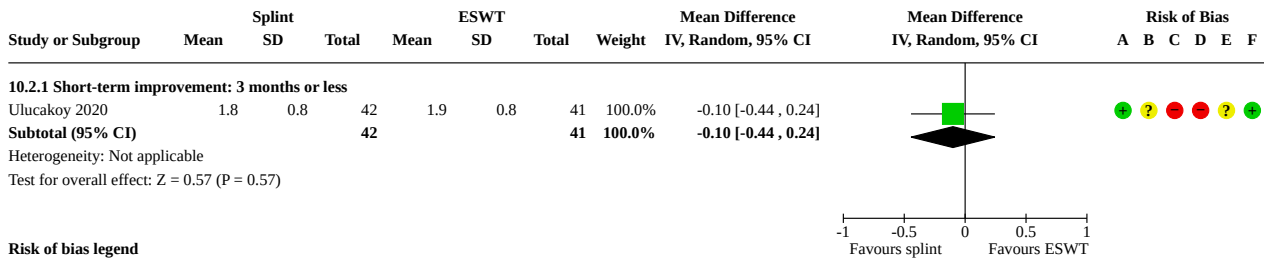 Splint ESWT Mean Difference Mean Difference Risk of Bias
Study or Subgroup Mean SD Total Mean SD Total Weight IV, Random, 95% CI IV, Random, 95% CI A B C D E F
10.2.1 Short-term improvement: 3 months or less
Ulucakoy 2020 1.8 0.8 42 1.9 0.8 41 100.0% -0.10 [-0.44 , 0.24] + ? − − ? +
Subtotal (95% CI) 42 41 100.0% -0.10 [-0.44 , 0.24]
Heterogeneity: Not applicable
Test for overall effect: Z = 0.57 (P = 0.57)
-1 -0.5 0 0.5 1
Risk of bias legend Favours splint Favours ESWT